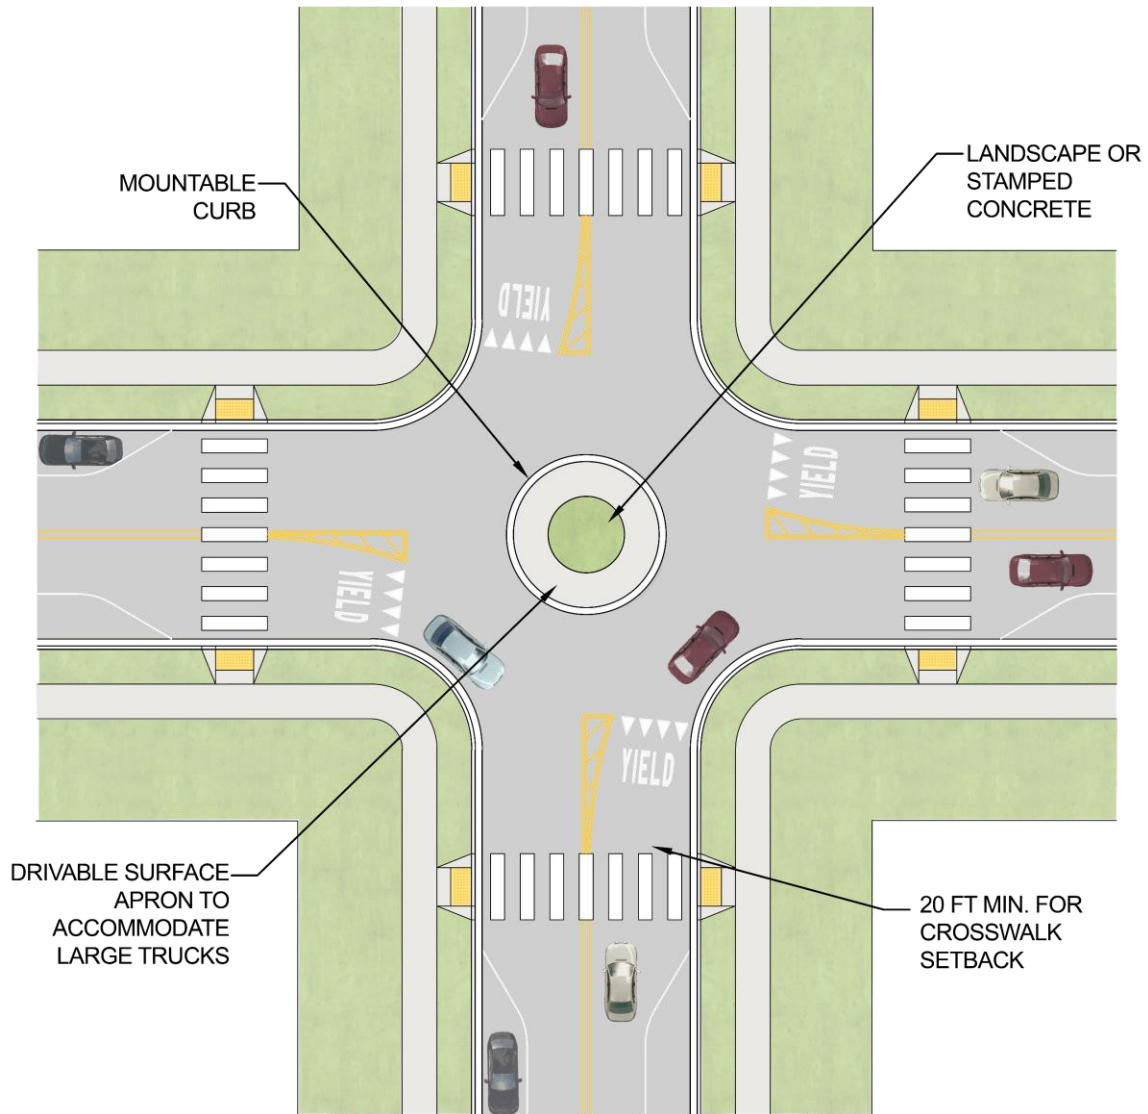 LANDSCAPE OR
STAMPED
CONCRETE
MOUNTABLE
CURB
YIELD
YIELD
YIELD
YIELD
DRIVABLE SURFACE
APRON TO
ACCOMMODATE
LARGE TRUCKS
20 FT MIN. FOR
CROSSWALK
SETBACK